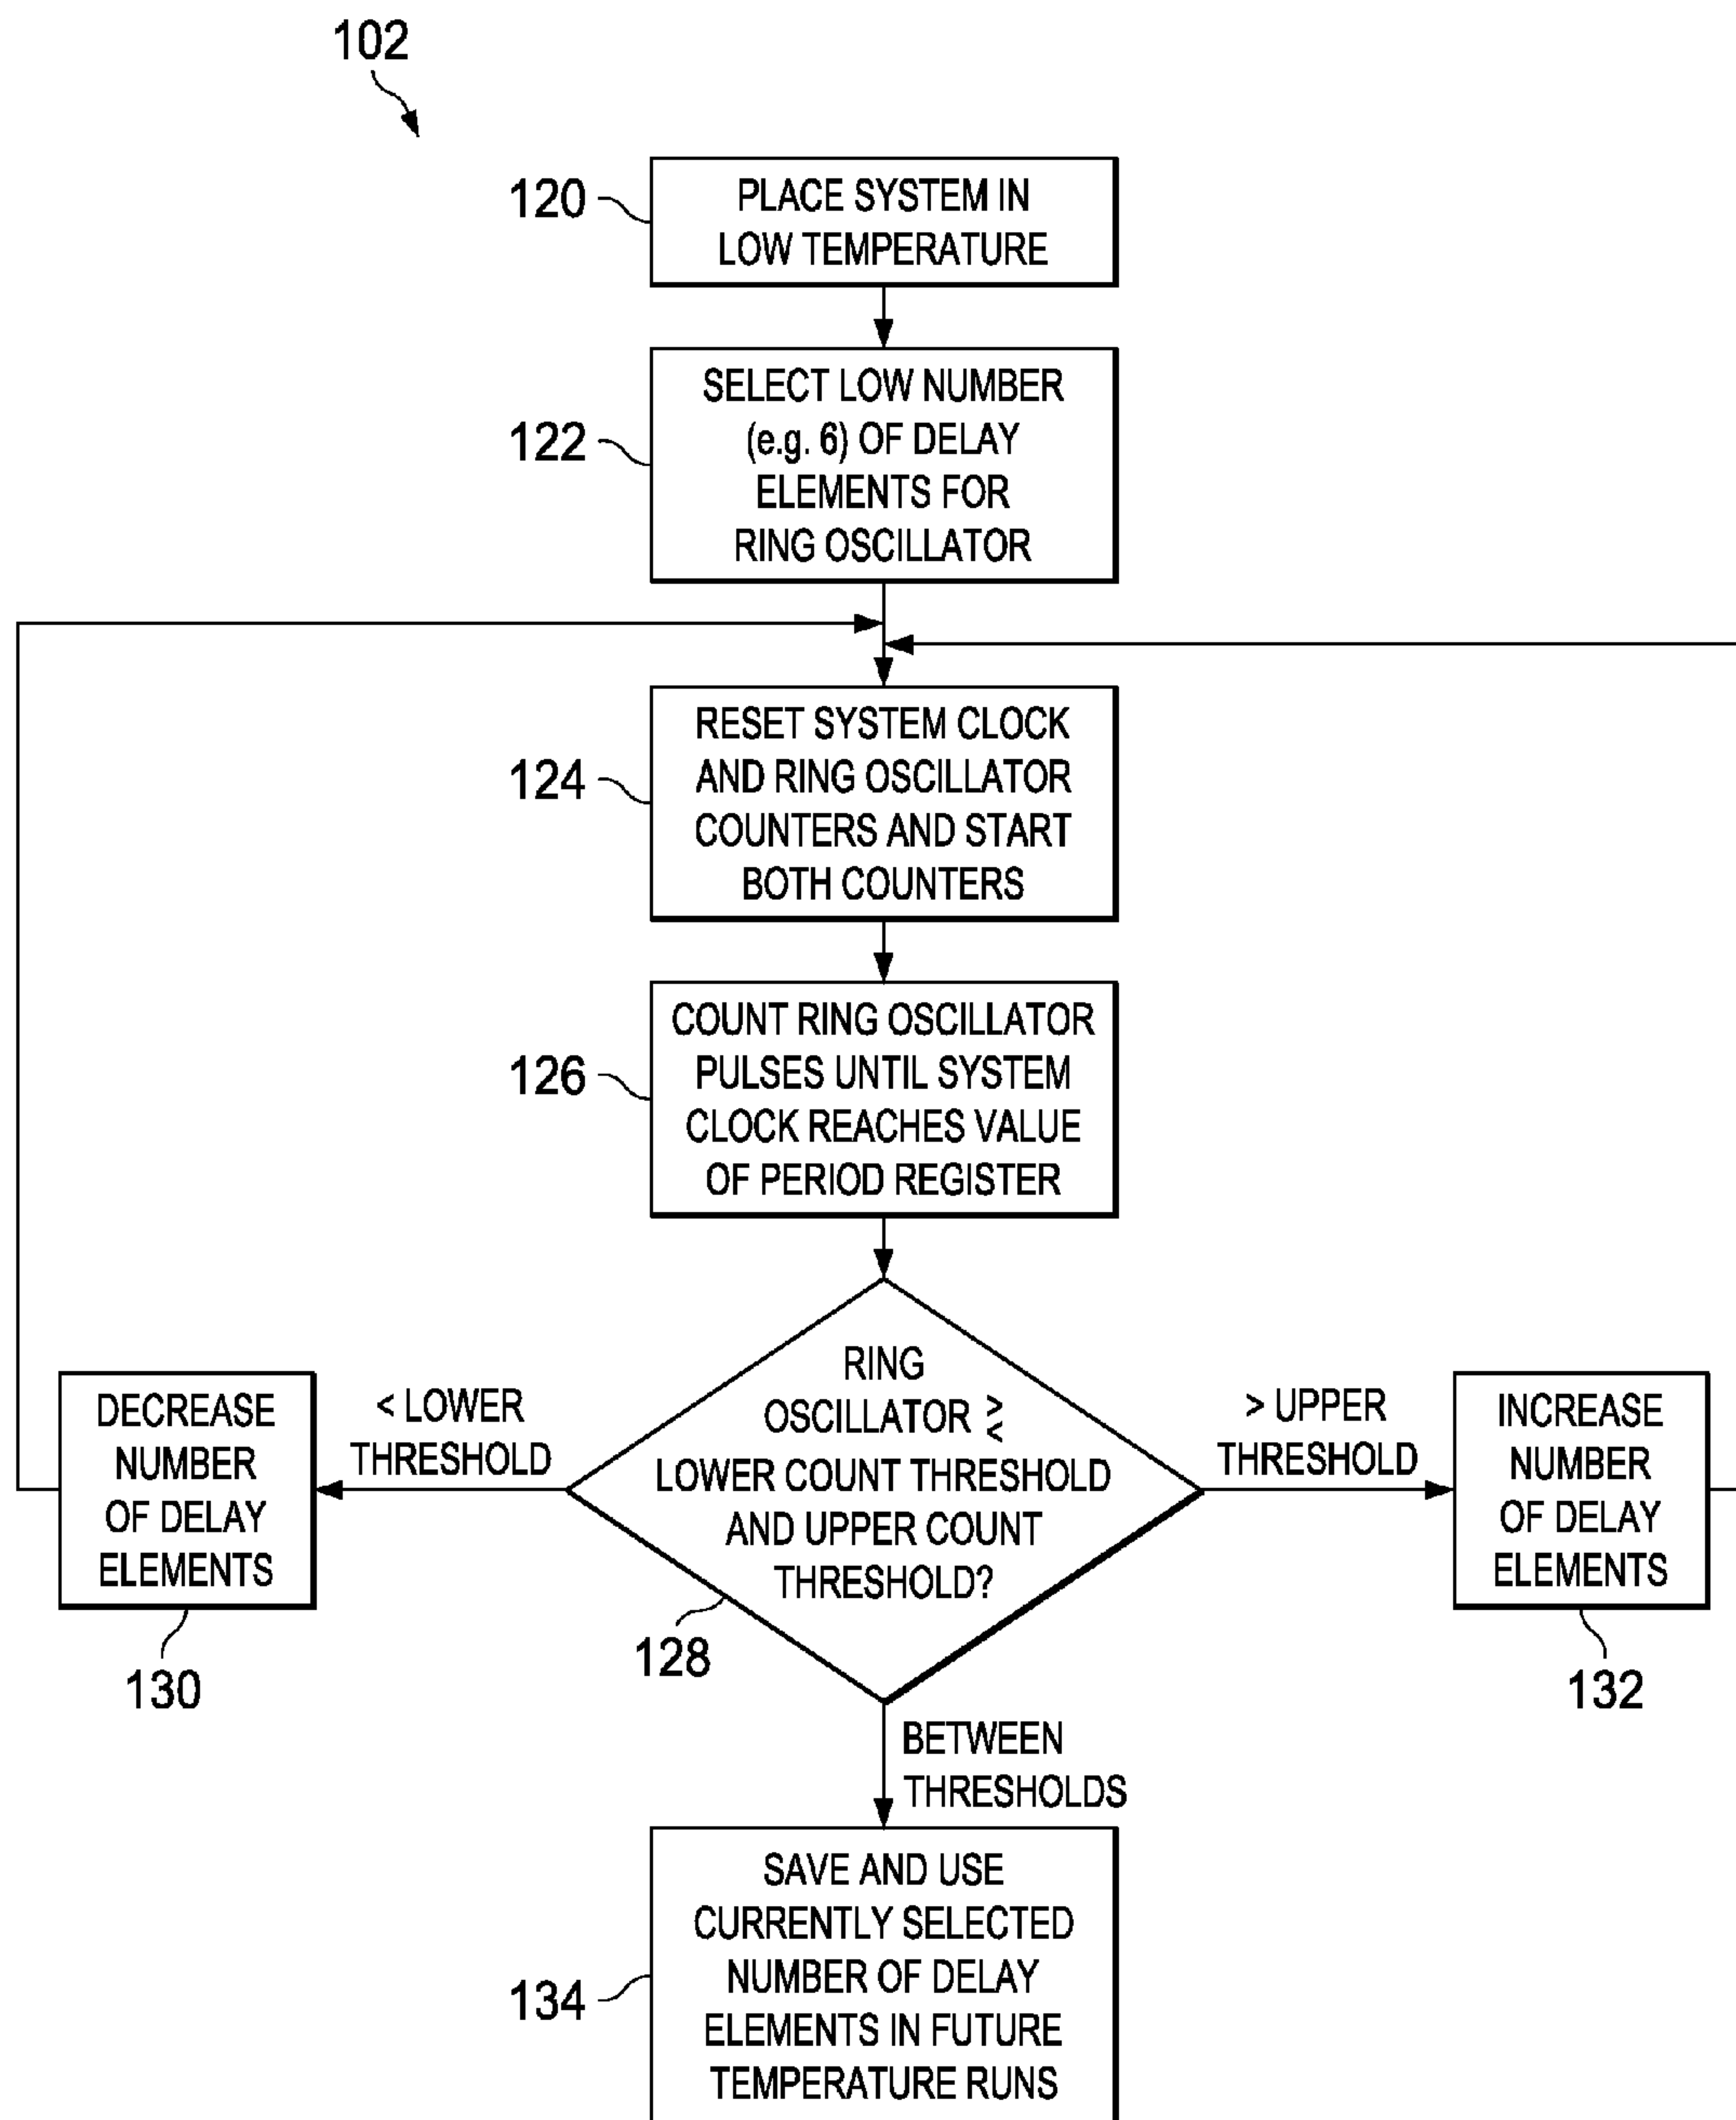 102
120
PLACE SYSTEM IN
LOW TEMPERATURE
122
SELECT LOW NUMBER
(e.g. 6) OF DELAY
ELEMENTS FOR
RING OSCILLATOR
124
RESET SYSTEM CLOCK
AND RING OSCILLATOR
COUNTERS AND START
BOTH COUNTERS
126
COUNT RING OSCILLATOR
PULSES UNTIL SYSTEM
CLOCK REACHES VALUE
OF PERIOD REGISTER
RING
OSCILLATOR ≷
LOWER COUNT THRESHOLD
AND UPPER COUNT
THRESHOLD?
128
< LOWER
THRESHOLD
DECREASE
NUMBER
OF DELAY
ELEMENTS
130
> UPPER
THRESHOLD
INCREASE
NUMBER
OF DELAY
ELEMENTS
132
BETWEEN
THRESHOLDS
134
SAVE AND USE
CURRENTLY SELECTED
NUMBER OF DELAY
ELEMENTS IN FUTURE
TEMPERATURE RUNS